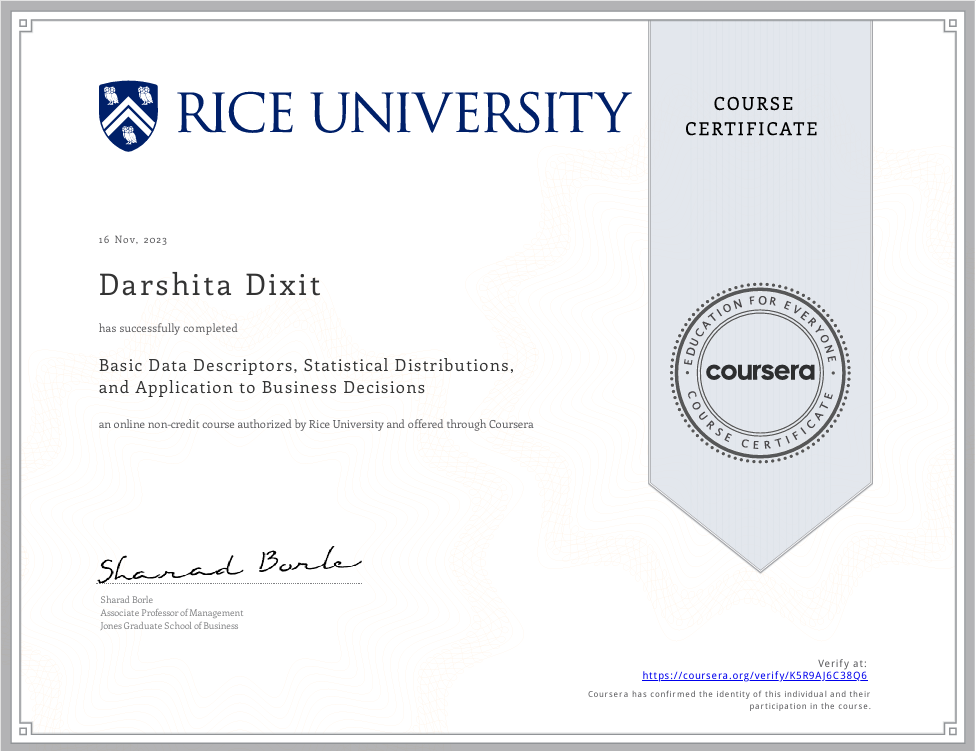 RICE UNIVERSITY
COURSE
CERTIFICATE
16 Nov, 2023
Darshita Dixit
has successfully completed
Basic Data Descriptors, Statistical Distributions,
and Application to Business Decisions
an online non-credit course authorized by Rice University and offered through Coursera
EDUCATION FOR EVERYONE
coursera
COURSE CERTIFICATE
Sharad Borle
Sharad Borle
Associate Professor of Management
Jones Graduate School of Business
Verify at:
https://coursera.org/verify/K5R9AJ6C38Q6
Coursera has confirmed the identity of this individual and their
participation in the course.